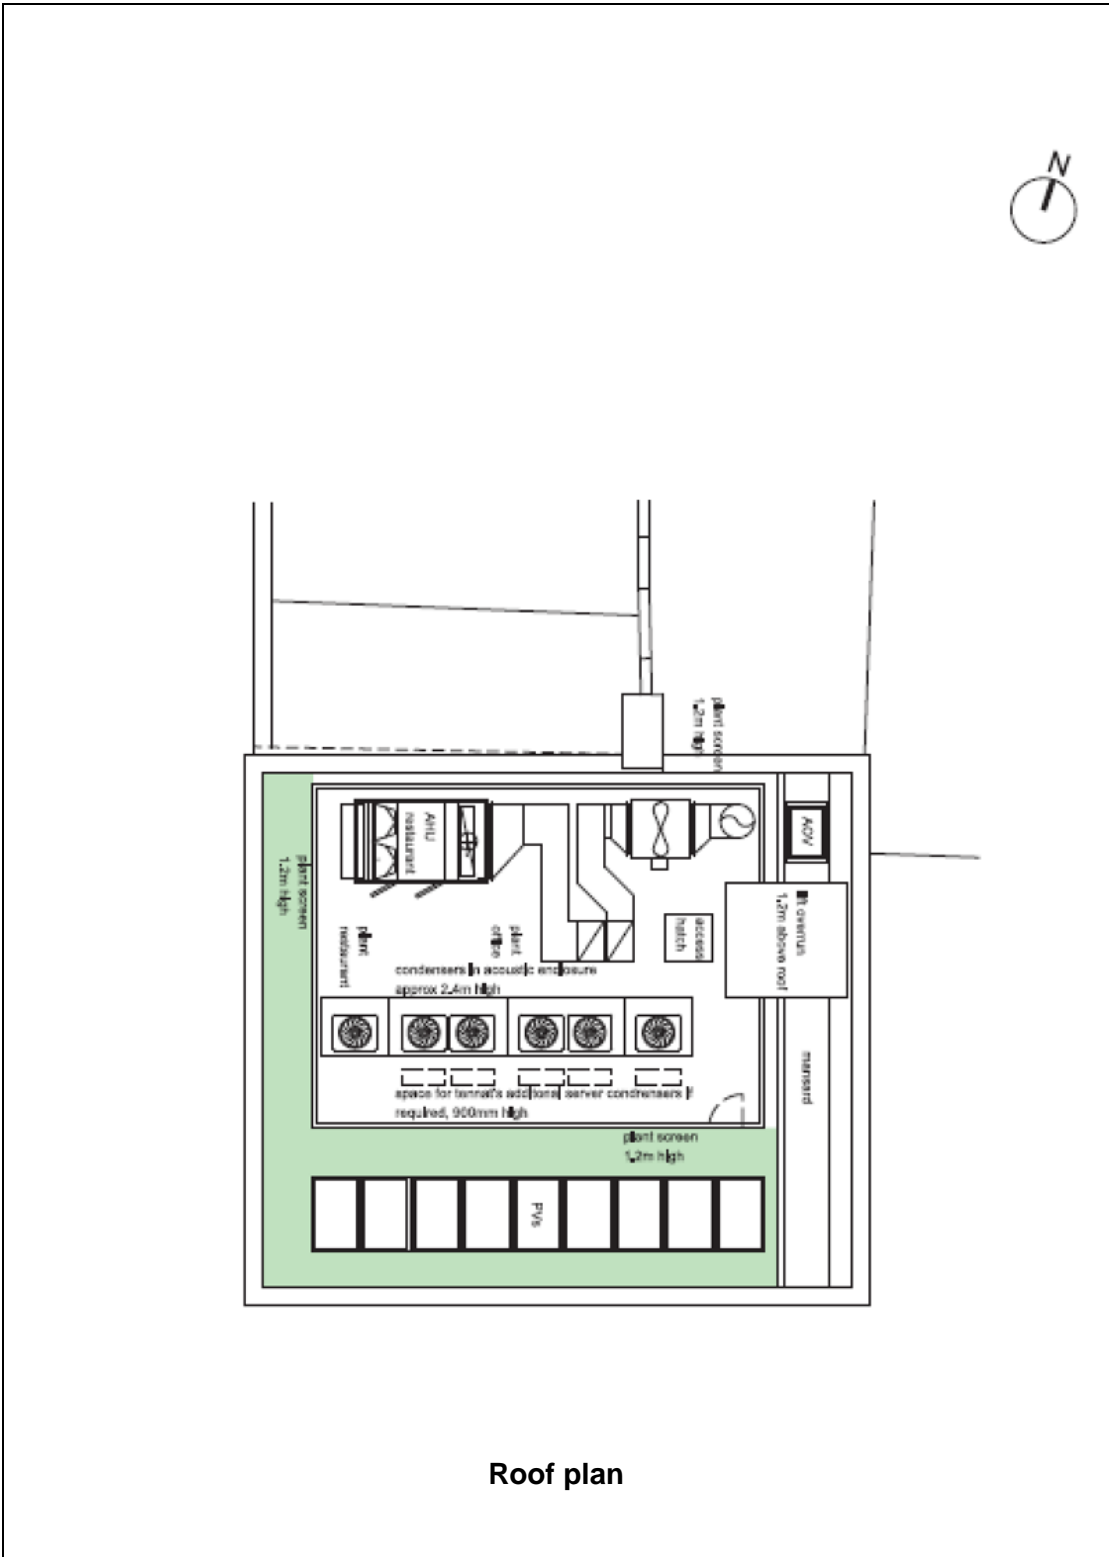 N
plant screen
1.2m high
AHU
restaurant
AOV
plant screen
1.2m high
lift overrun
1.2m above roof
access
hatch
plant
restaurant
plant
office
condensers in acoustic enclosure
approx 2.4m high
mansard
space for tennat's additonal server condrensers if
required, 900mm high
plant screen
1.2m high
PVs
Roof plan